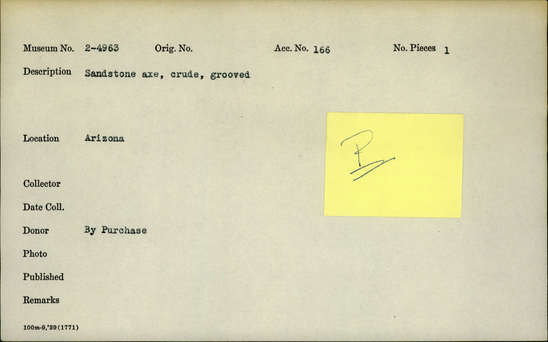 Museum No. 2-4963 Orig. No. Acc. No. 166 No. Pieces 1
Description Sandstone axe, crude, grooved
Location Arizona
P
Collector
Date Coll.
Donor By Purchase
Photo
Published
Remarks
100m-9,'39(1771)